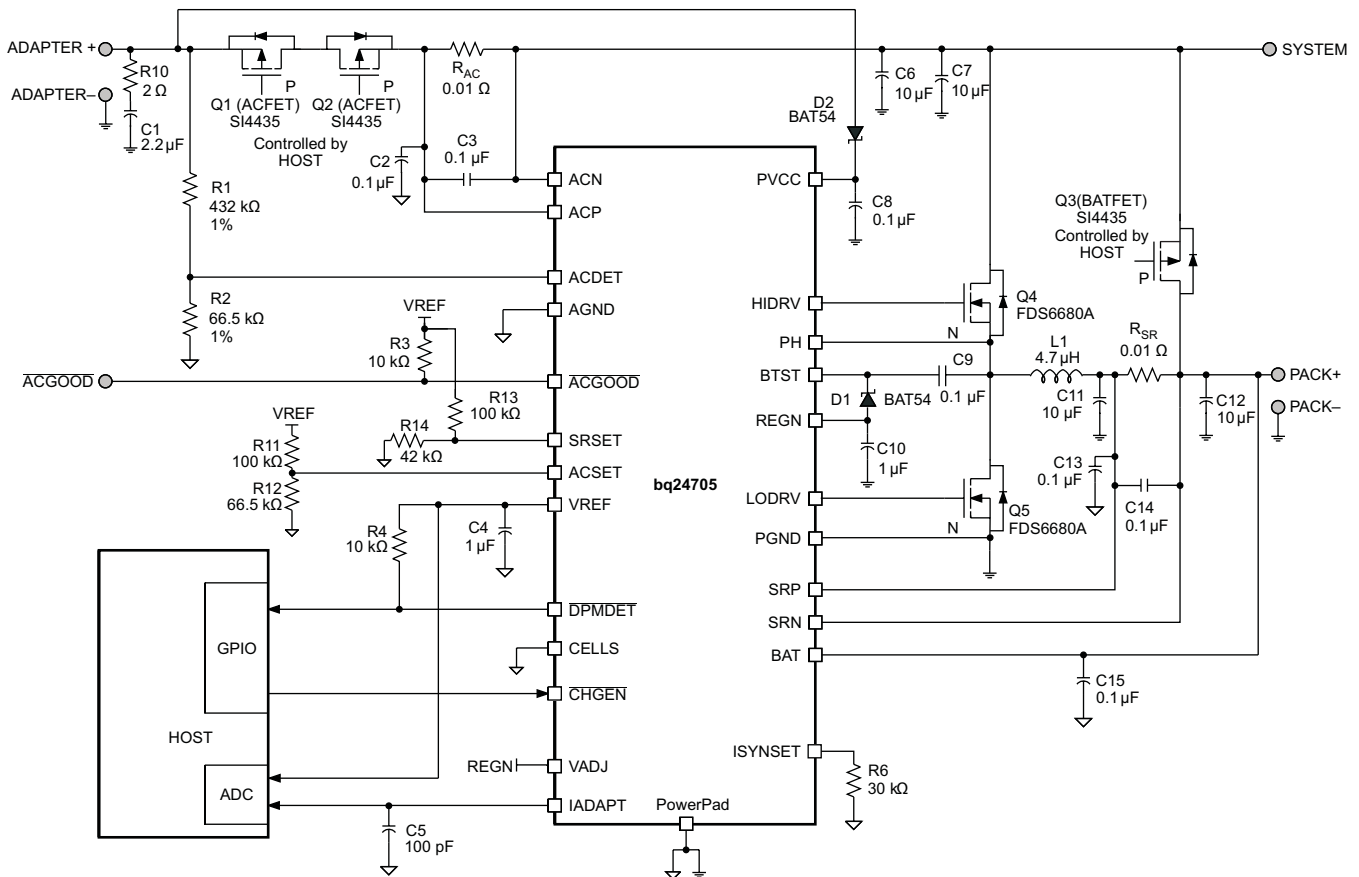 ADAPTER +
ADAPTER–
R10
2 Ω
C1
2.2 µF
P
Q1 (ACFET)
SI4435
P
Q2 (ACFET)
SI4435
Controlled by
HOST
RAC
0.01 Ω
C2
0.1 µF
C3
0.1 µF
R1
432 kΩ
1%
R2
66.5 kΩ
1%
ACGOOD
VREF
R3
10 kΩ
R13
100 kΩ
R14
42 kΩ
VREF
R11
100 kΩ
R12
66.5 kΩ
R4
10 kΩ
C4
1 µF
GPIO
HOST
ADC
REGN
C5
100 pF
ACN
ACP
ACDET
AGND
ACGOOD
SRSET
ACSET
VREF
DPMDET
CELLS
CHGEN
VADJ
IADAPT
bq24705
PowerPad
PVCC
HIDRV
PH
BTST
REGN
LODRV
PGND
SRP
SRN
BAT
ISYNSET
D2
BAT54
C8
0.1 µF
C6
10 µF
C7
10 µF
SYSTEM
Q3(BATFET)
SI4435
Controlled by
HOST
P
Q4
FDS6680A
N
C9
0.1 µF
D1
BAT54
C10
1 µF
L1
4.7 µH
RSR
0.01 Ω
C11
10 µF
C12
10 µF
PACK+
PACK–
C13
0.1 µF
C14
0.1 µF
N
Q5
FDS6680A
C15
0.1 µF
R6
30 kΩ